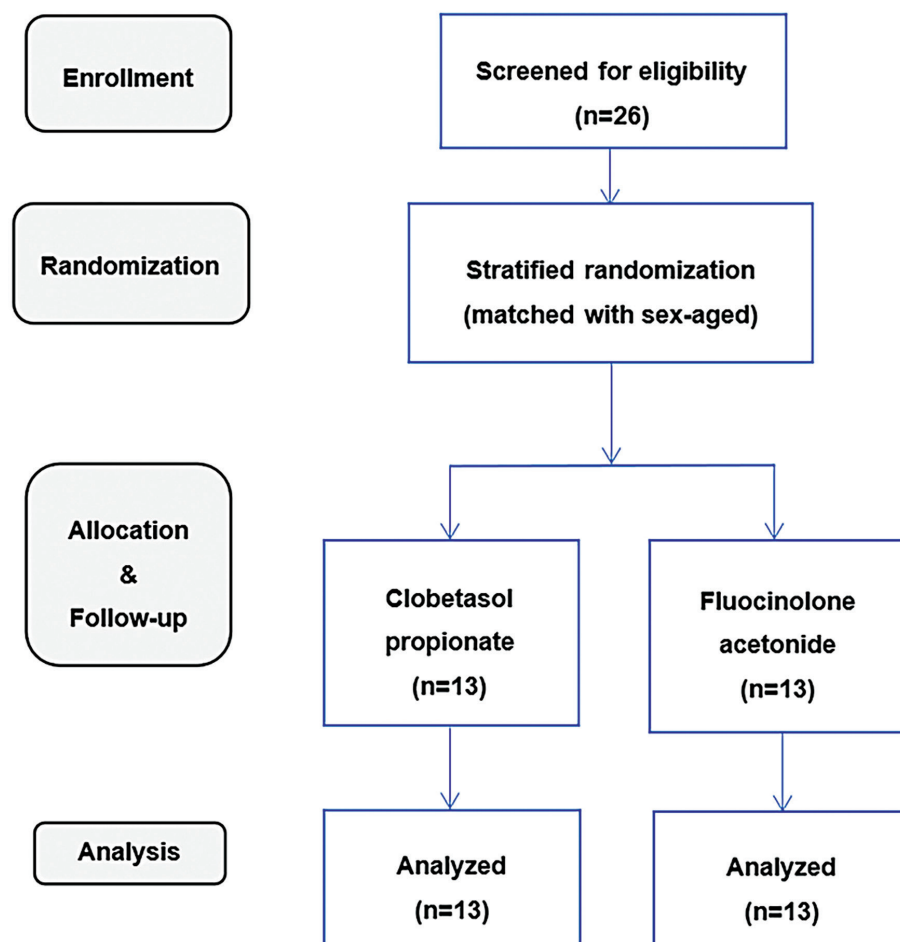 Enrollment
Screened for eligibility
(n=26)
Randomization
Stratified randomization
(matched with sex-aged)
Allocation
&
Follow-up
Clobetasol
propionate
(n=13)
Fluocinolone
acetonide
(n=13)
Analysis
Analyzed
(n=13)
Analyzed
(n=13)